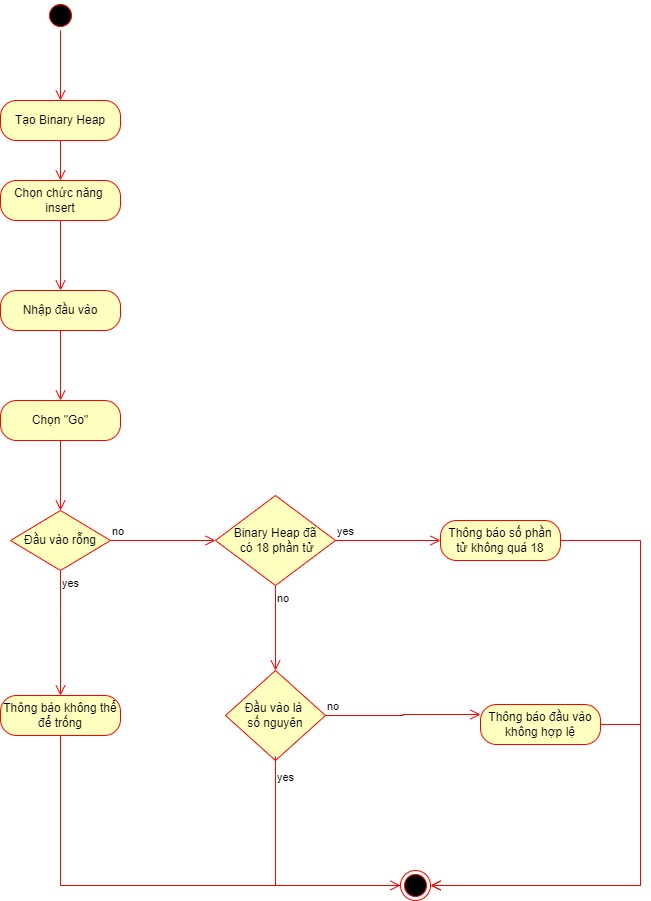 Tạo Binary Heap
Chọn chức năng
insert
Nhập đầu vào
Chọn "Go"
Đầu vào rỗng
no
Binary Heap đã
có 18 phần tử
yes
Thông báo số phần
tử không quá 18
yes
no
Thông báo không thể
để trống
Đầu vào là
số nguyên
no
Thông báo đầu vào
không hợp lệ
yes